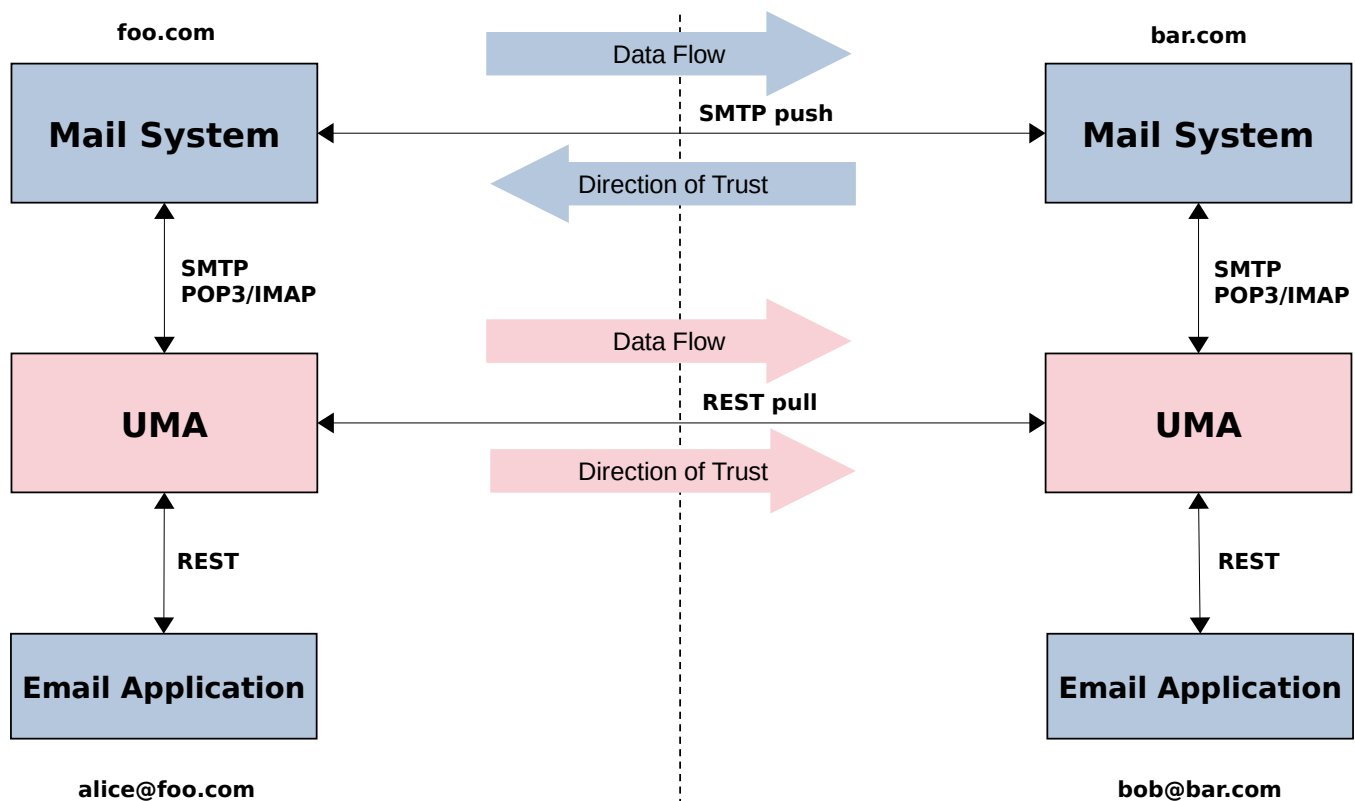 foo.com
bar.com
Data Flow
Mail System
SMTP push
Mail System
Direction of Trust
SMTP
POP3/IMAP
SMTP
POP3/IMAP
Data Flow
UMA
REST pull
UMA
Direction of Trust
REST
REST
Email Application
Email Application
alice@foo.com
bob@bar.com